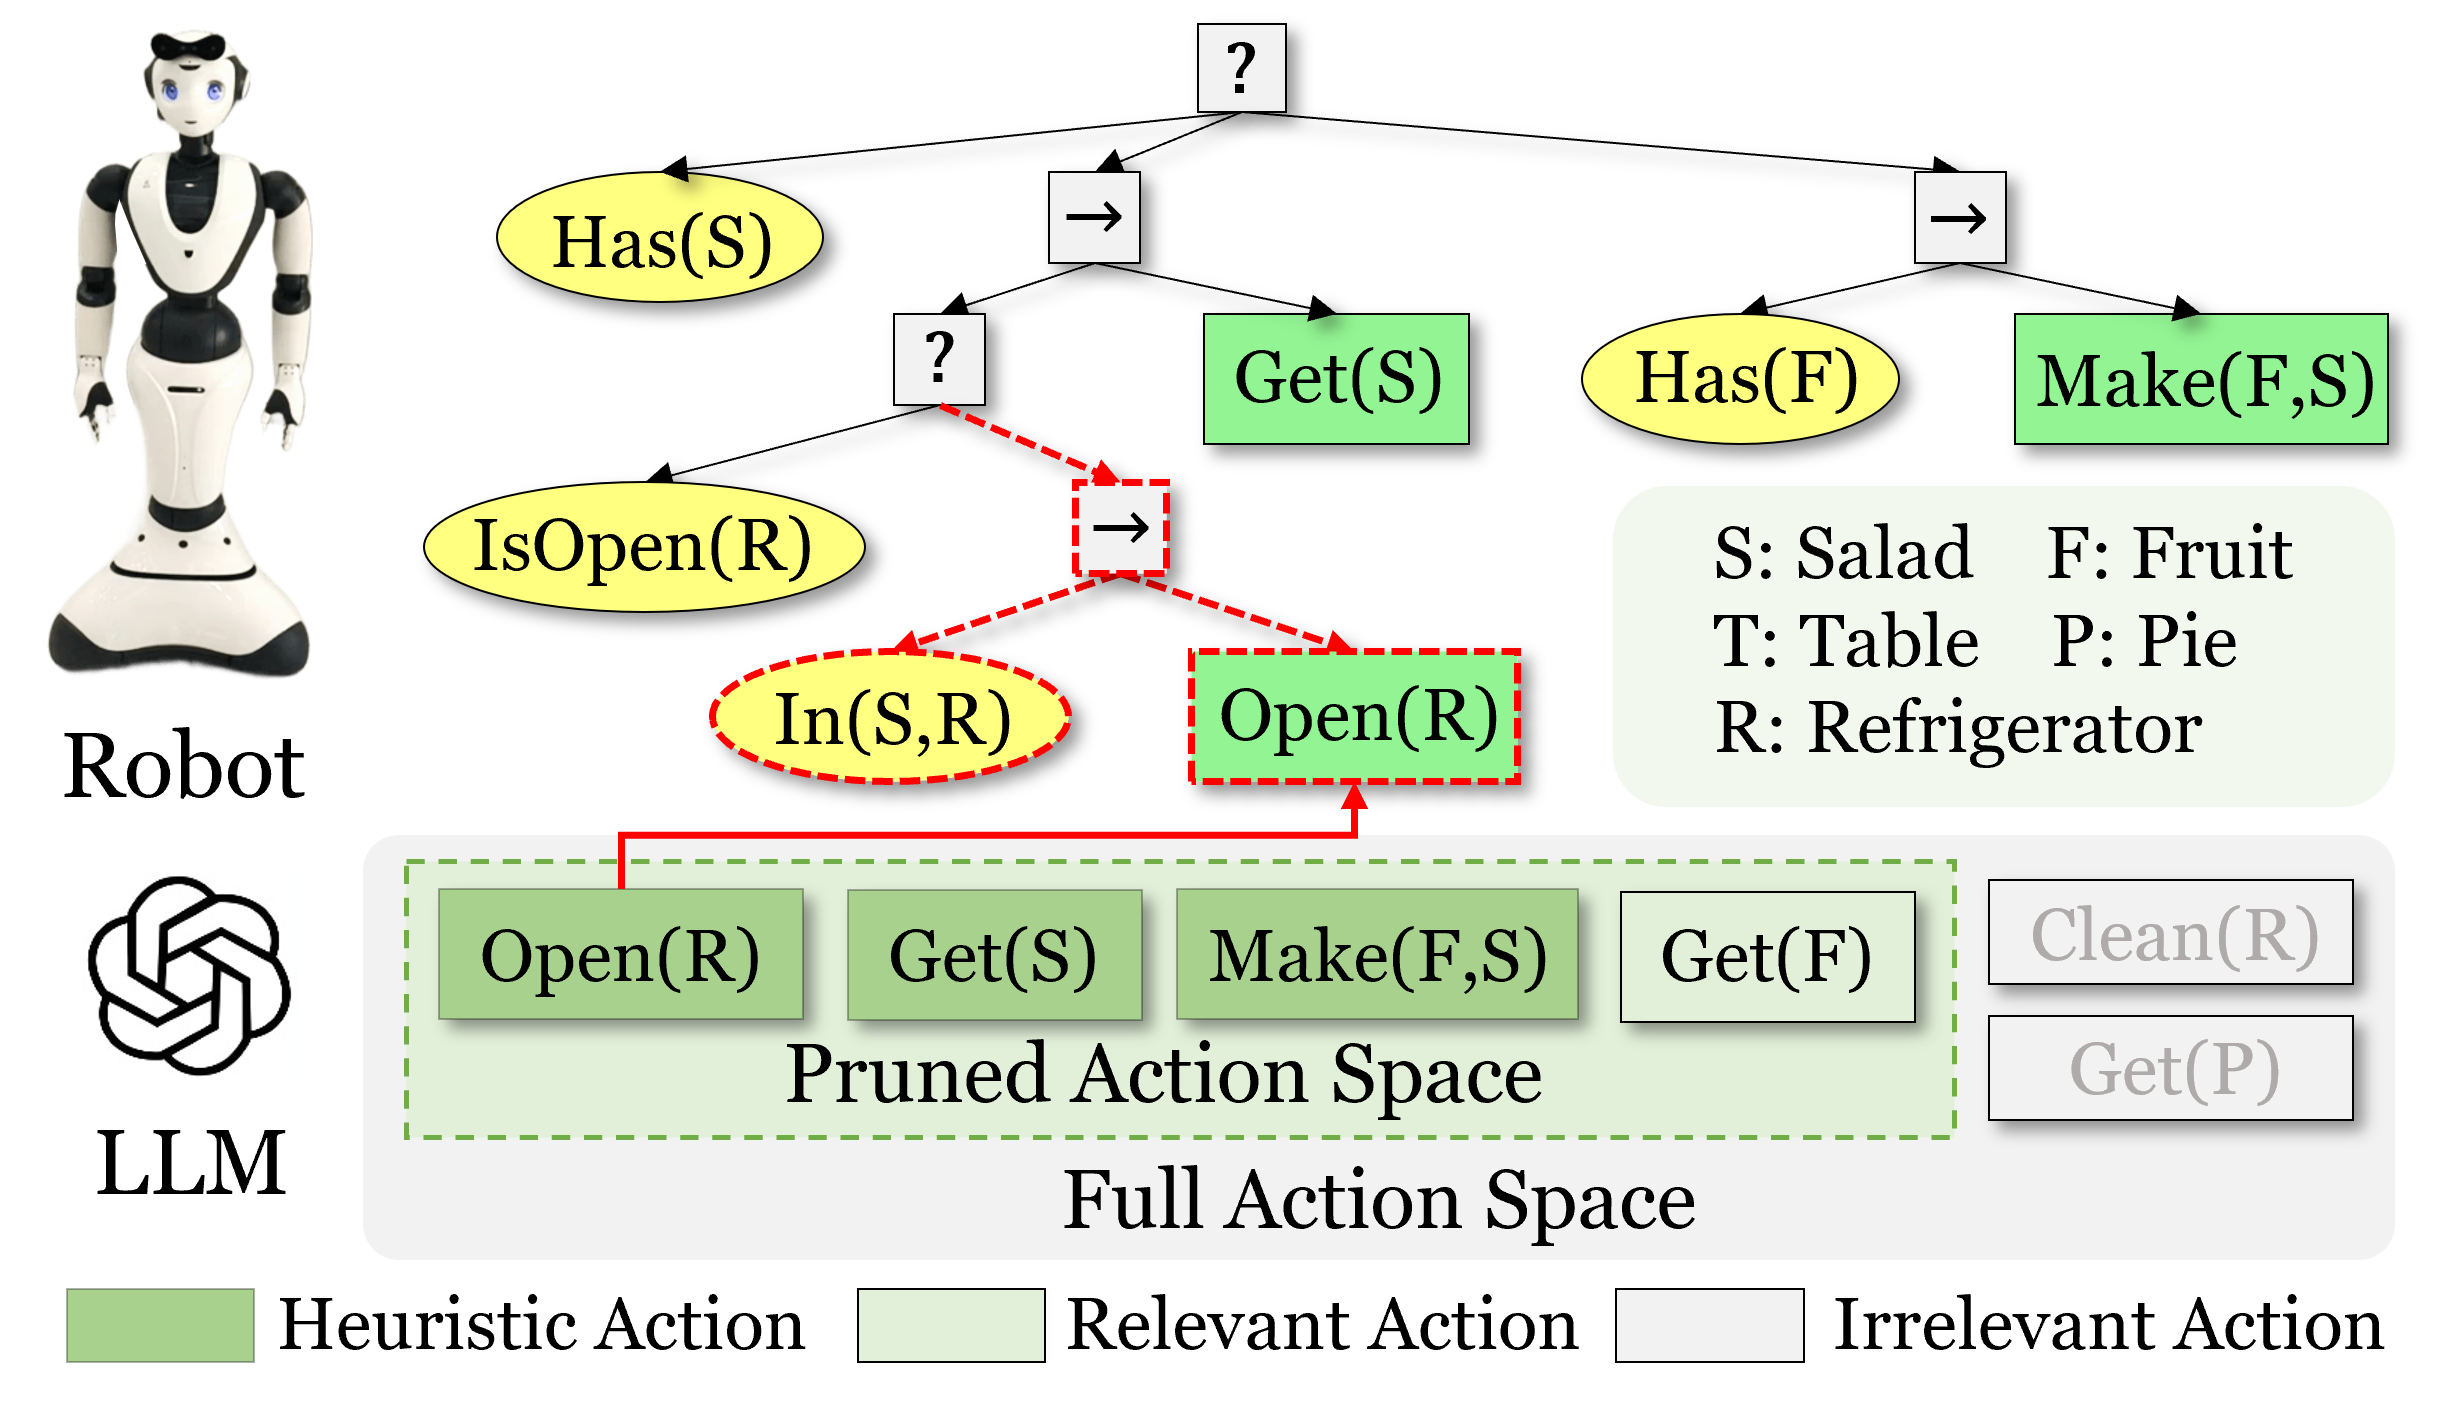 ?
Has(S)
→
→
?
Get(S)
Has(F)
Make(F,S)
IsOpen(R)
→
In(S,R)
Open(R)
S: Salad F: Fruit
T: Table P: Pie
R: Refrigerator
Robot
LLM
Open(R)
Get(S)
Make(F,S)
Get(F)
Clean(R)
Get(P)
Pruned Action Space
Full Action Space
Heuristic Action
Relevant Action
Irrelevant Action